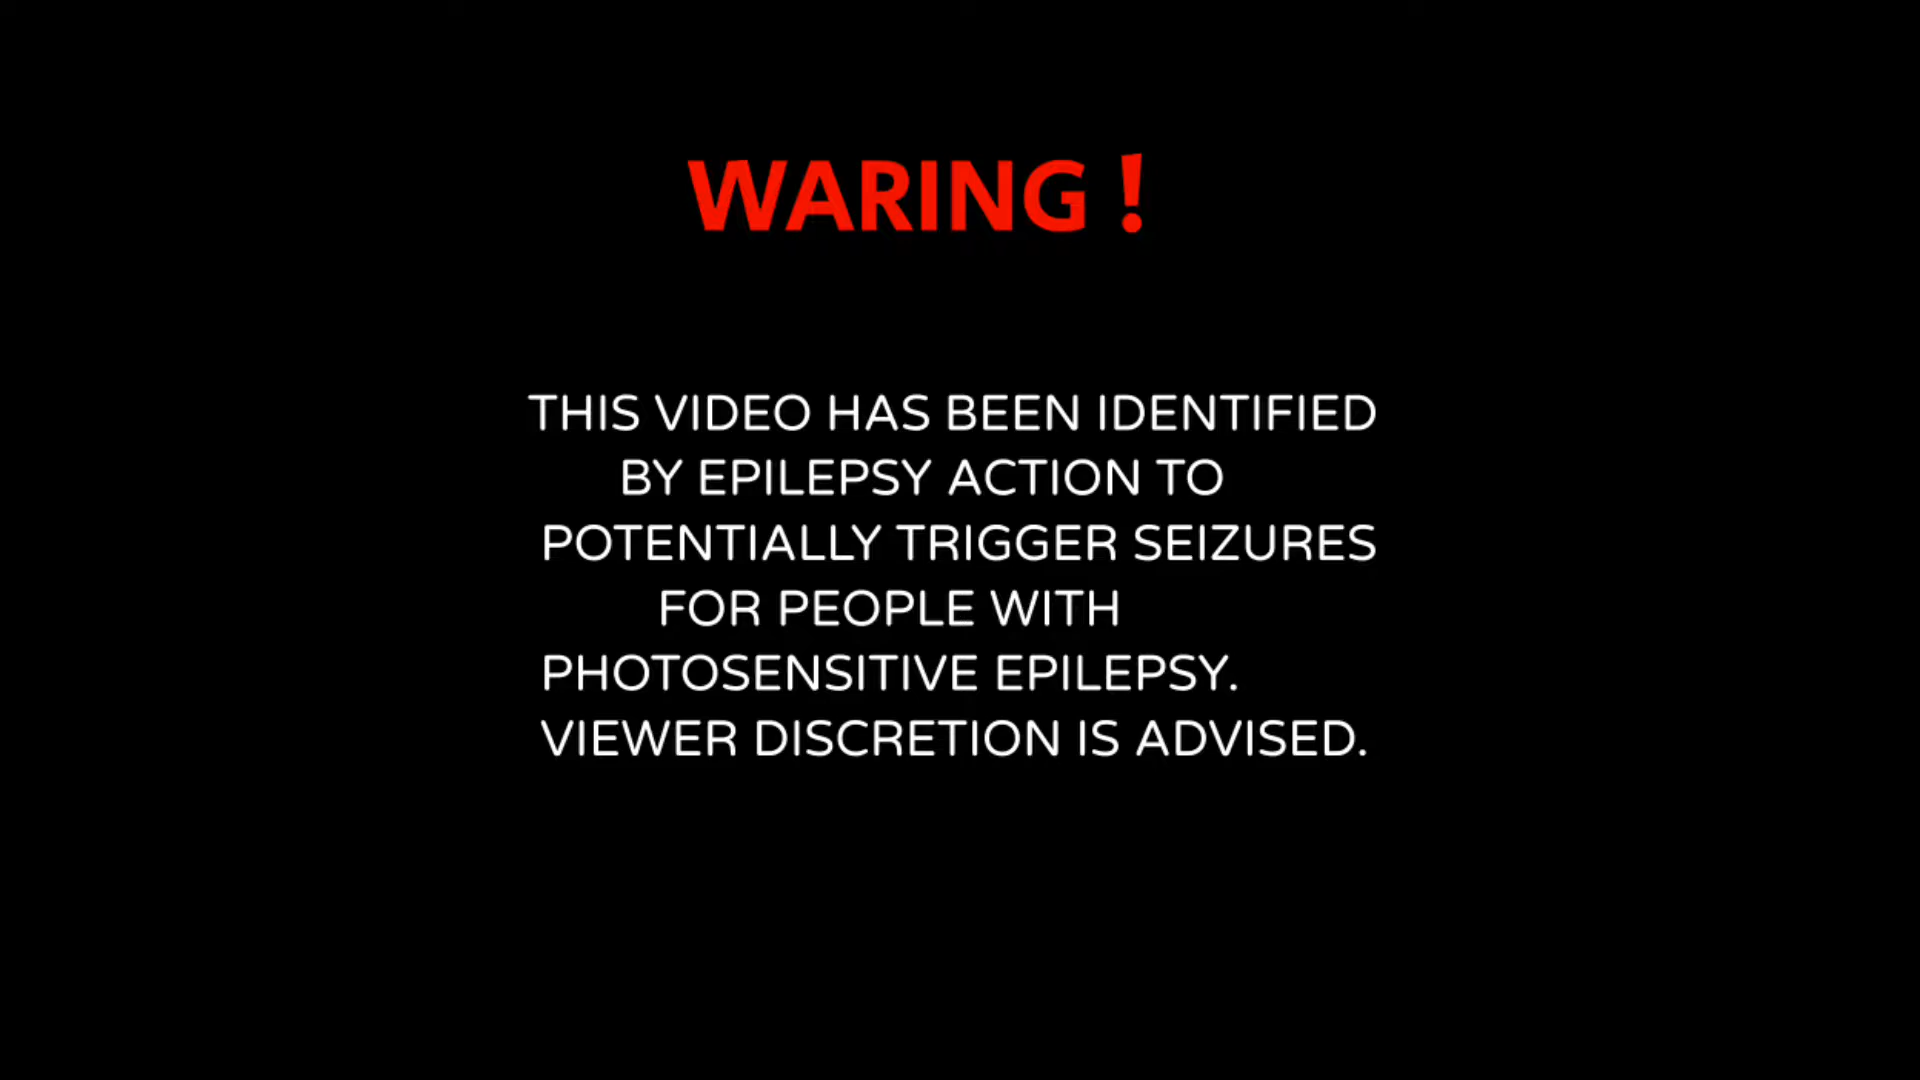 WARING !
THIS VIDEO HAS BEEN IDENTIFIED
BY EPILEPSY ACTION TO
POTENTIALLY TRIGGER SEIZURES
FOR PEOPLE WITH
PHOTOSENSITIVE EPILEPSY.
VIEWER DISCRETION IS ADVISED.